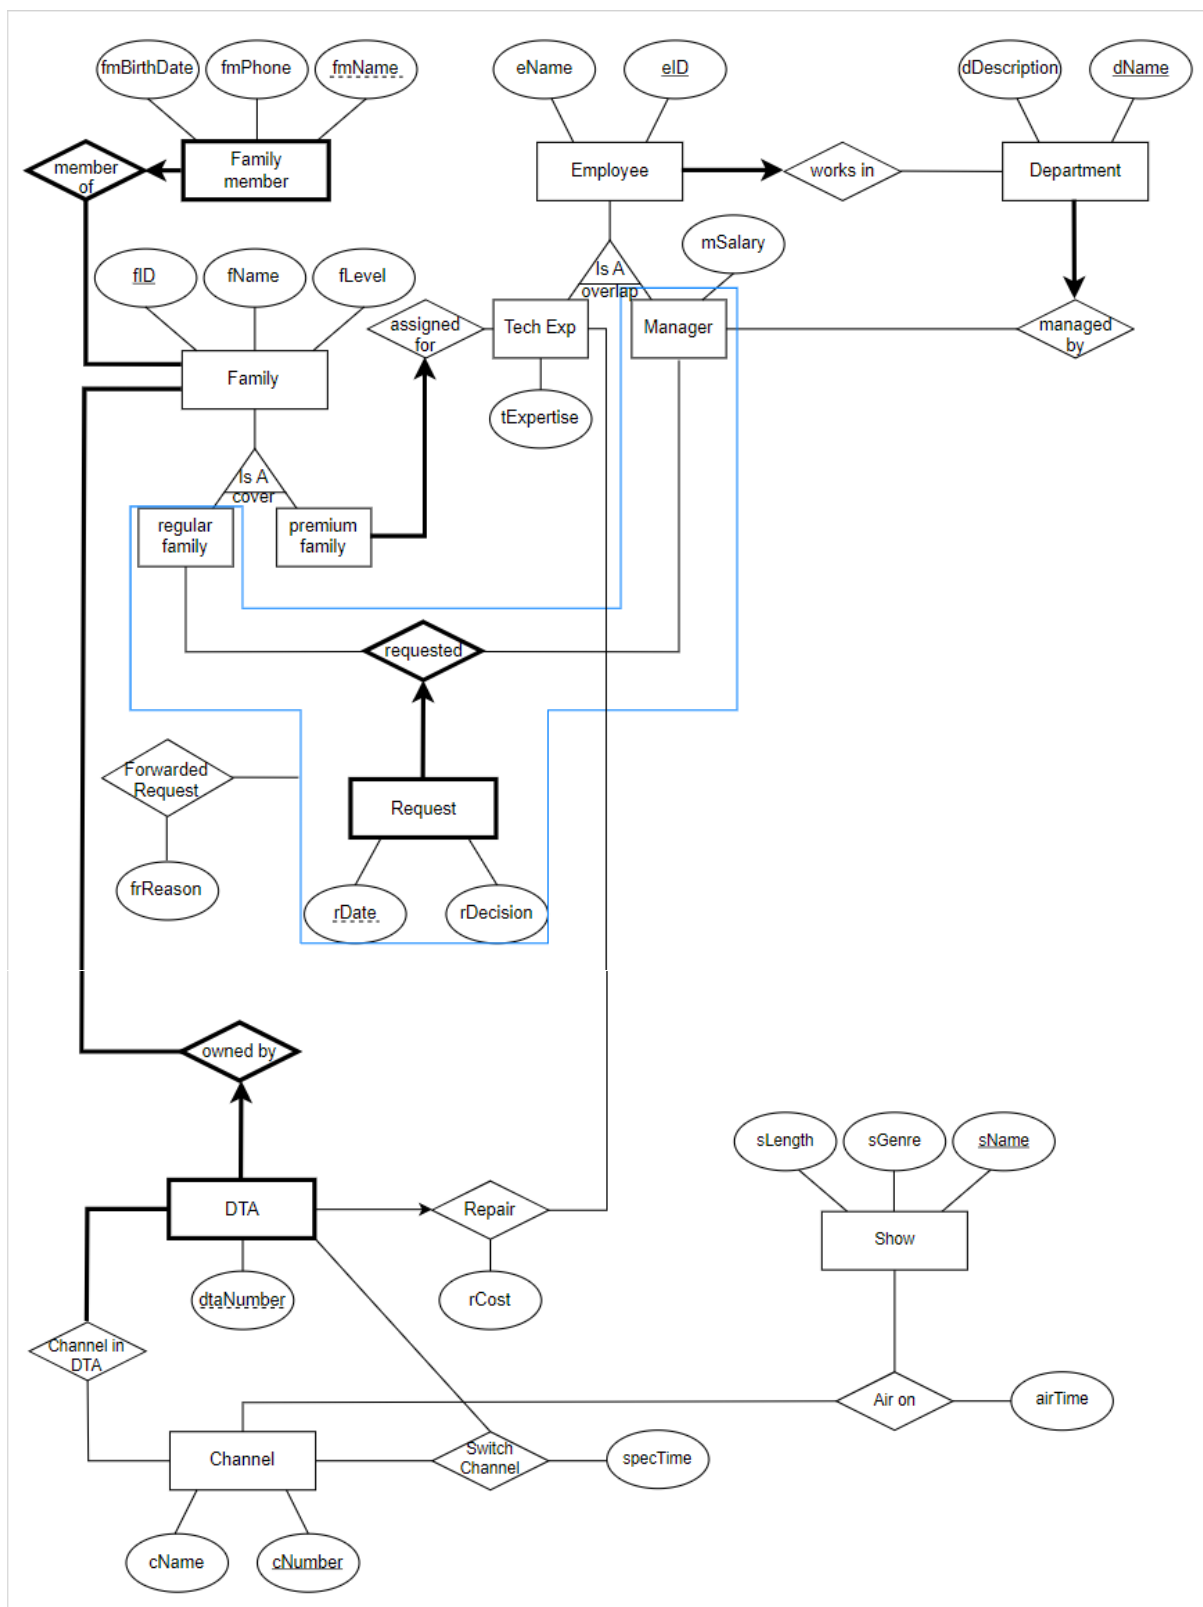 fmBirthDate
fmPhone
fmName
eName
eID
dDescription
dName
member
of
Family
member
Employee
works in
Department
mSalary
fID
fName
fLevel
Is A
overlap
assigned
for
Tech Exp
Manager
managed
by
Family
tExpertise
Is A
cover
regular
family
premium
family
requested
Forwarded
Request
Request
frReason
rDate
rDecision
owned by
sLength
sGenre
sName
DTA
Repair
Show
dtaNumber
rCost
Channel in
DTA
Air on
airTime
Channel
Switch
Channel
specTime
cName
cNumber